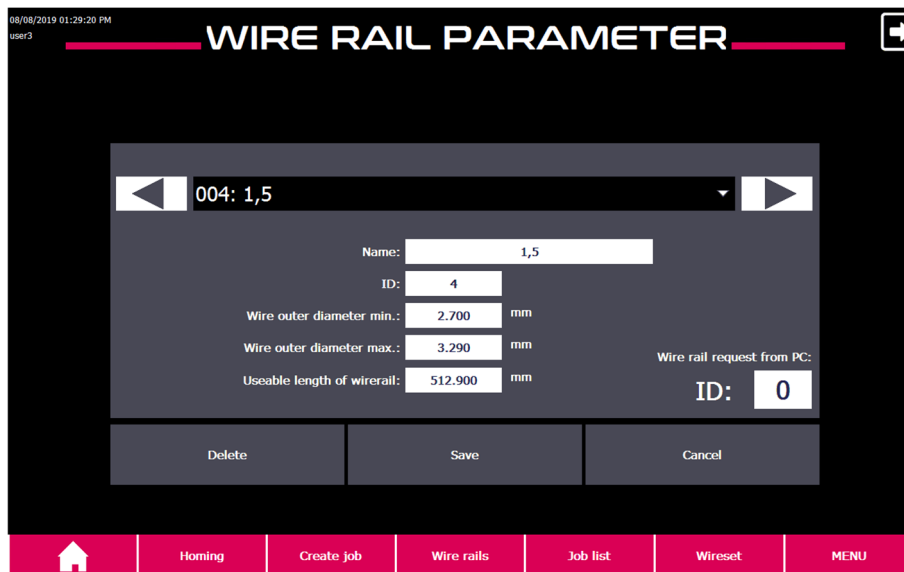 08/08/2019 01:29:20 PM
user3
WIRE RAIL PARAMETER
004: 1,5
Name: 1,5
ID: 4
Wire outer diameter min.: 2.700 mm
Wire outer diameter max.: 3.290 mm
Useable length of wirerail: 512.900 mm
Wire rail request from PC:
ID: 0
Delete Save Cancel
Homing Create job Wire rails Job list Wireset MENU